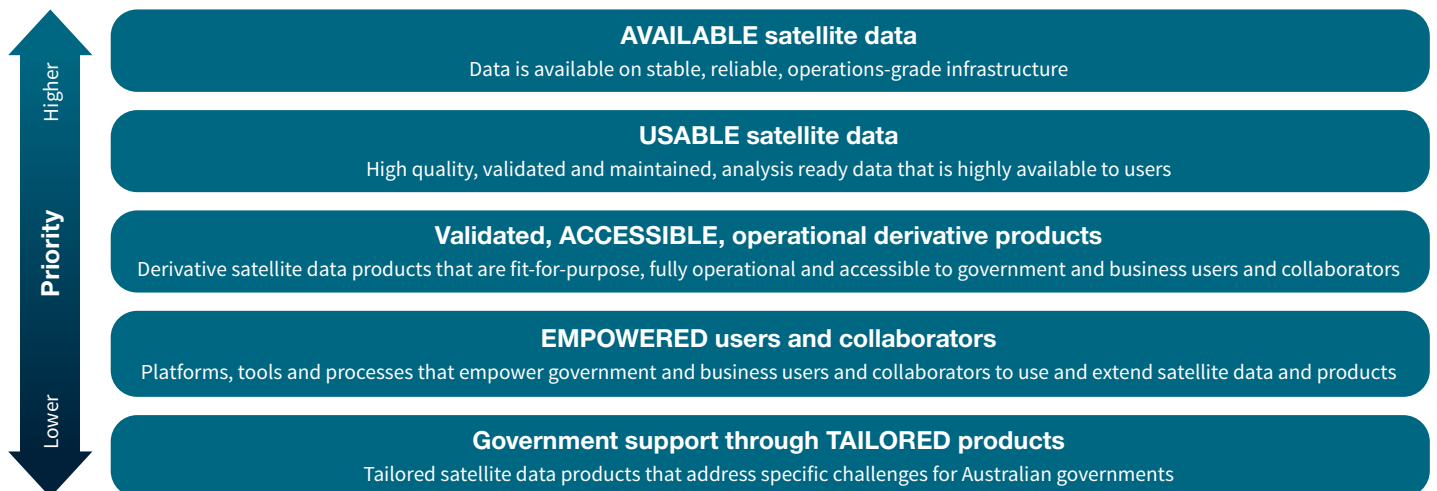 Higher
Priority
Lower
AVAILABLE satellite data
Data is available on stable, reliable, operations-grade infrastructure
USABLE satellite data
High quality, validated and maintained, analysis ready data that is highly available to users
Validated, ACCESSIBLE, operational derivative products
Derivative satellite data products that are fit-for-purpose, fully operational and accessible to government and business users and collaborators
EMPOWERED users and collaborators
Platforms, tools and processes that empower government and business users and collaborators to use and extend satellite data and products
Government support through TAILORED products
Tailored satellite data products that address specific challenges for Australian governments